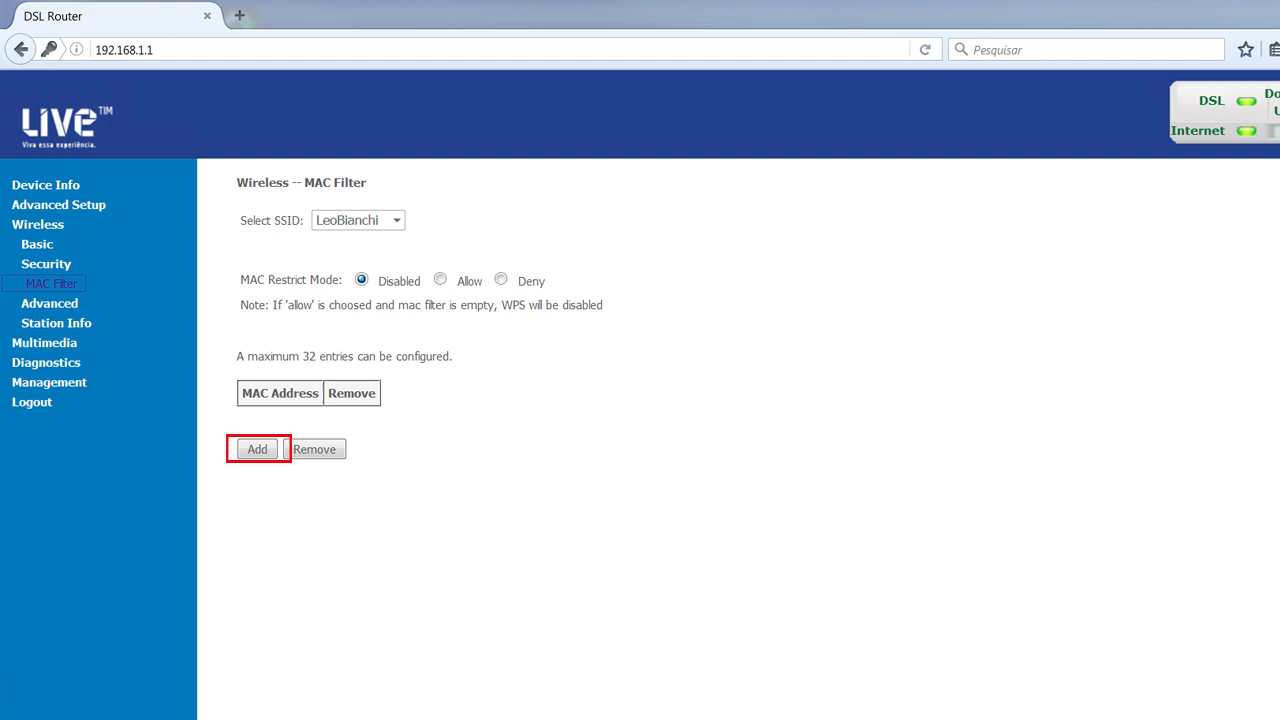 DSL Router
192.168.1.1
Pesquisar
LiVe™
Viva essa experiência.
DSL
Do
U
Internet
Device Info
Advanced Setup
Wireless
Basic
Security
MAC Filter
Advanced
Station Info
Multimedia
Diagnostics
Management
Logout
Wireless -- MAC Filter
Select SSID: LeoBianchi
MAC Restrict Mode: Disabled Allow Deny
Note: If 'allow' is choosed and mac filter is empty, WPS will be disabled
A maximum 32 entries can be configured.
MAC Address Remove
Add Remove